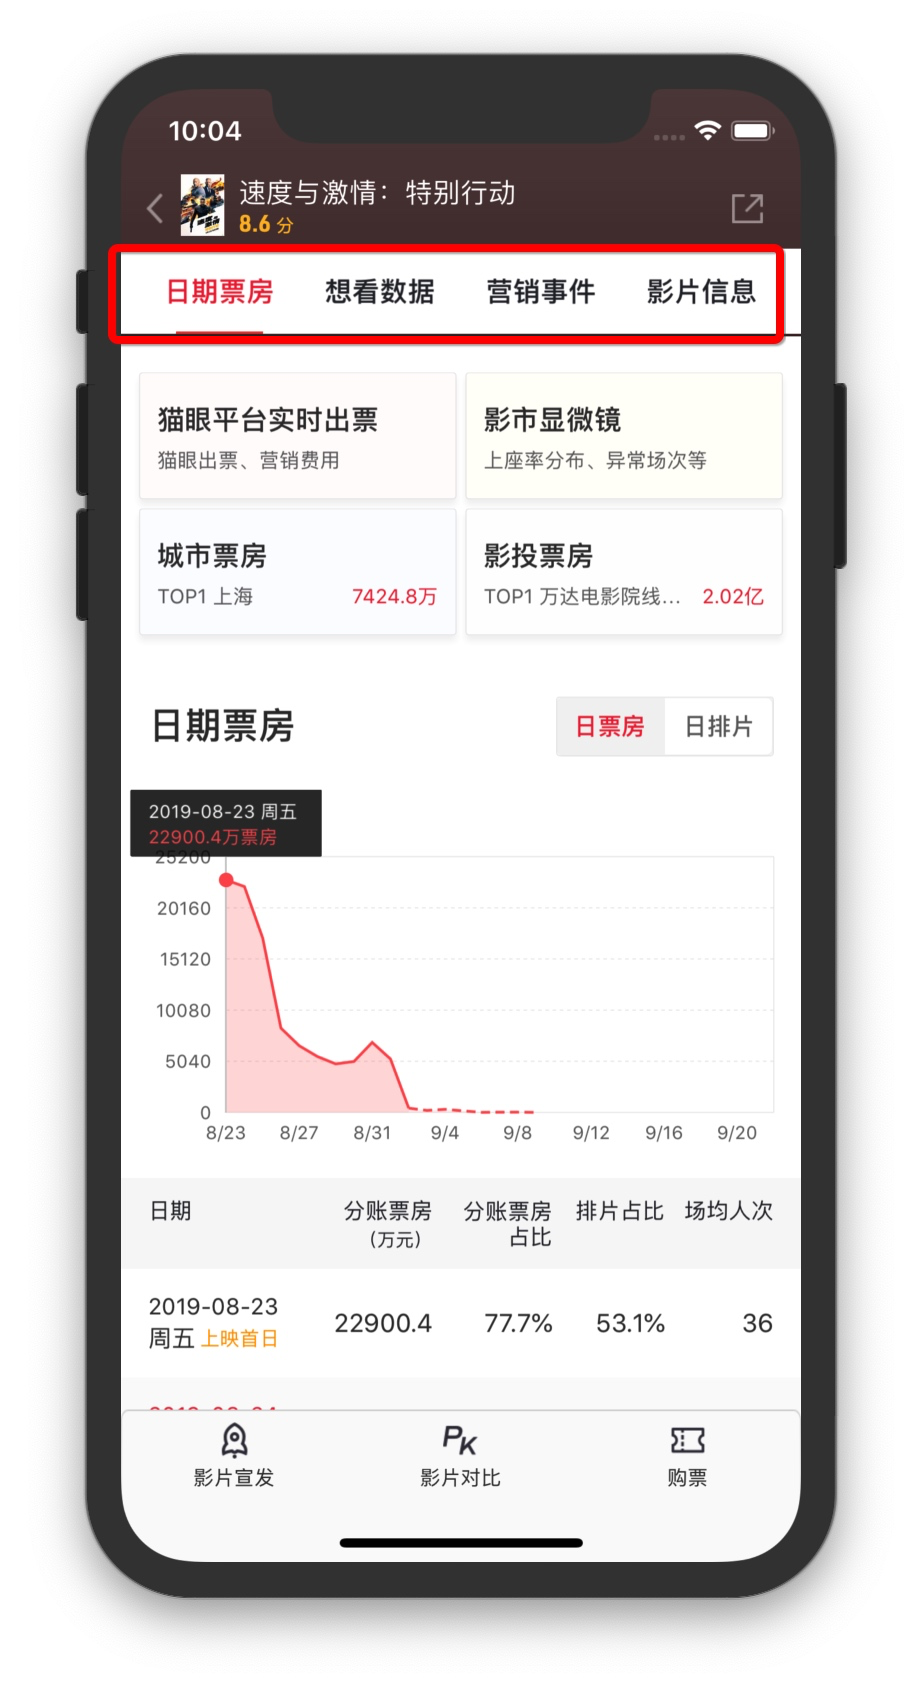 10:04
速度与激情：特别行动
8.6 分
日期票房 想看数据 营销事件 影片信息
猫眼平台实时出票
猫眼出票、营销费用
影市显微镜
上座率分布、异常场次等
城市票房
TOP1 上海 7424.8万
影投票房
TOP1 万达电影院线... 2.02亿
日期票房
日票房 日排片
2019-08-23 周五
22900.4万票房
25200
20160
15120
10080
5040
0
8/23 8/27 8/31 9/4 9/8 9/12 9/16 9/20
日期 分账票房 (万元) 分账票房 占比 排片占比 场均人次
2019-08-23
周五 上映首日
22900.4 77.7% 53.1% 36
影片宣发 PK 影片对比 购票